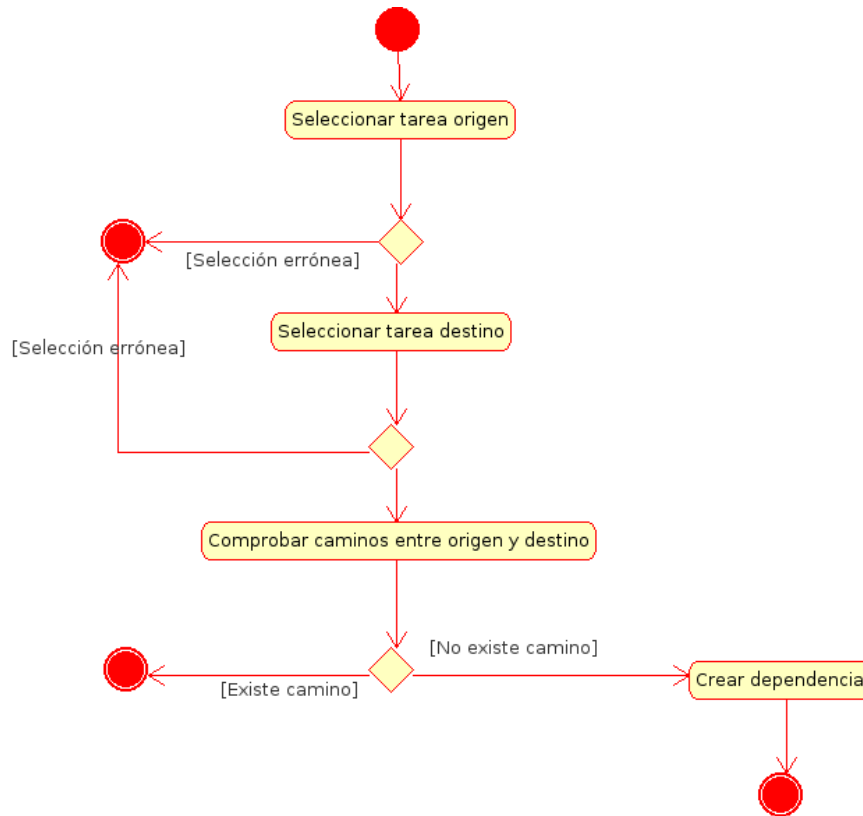 Seleccionar tarea origen
[Selección errónea]
Seleccionar tarea destino
[Selección errónea]
Comprobar caminos entre origen y destino
[No existe camino]
[Existe camino]
Crear dependencia